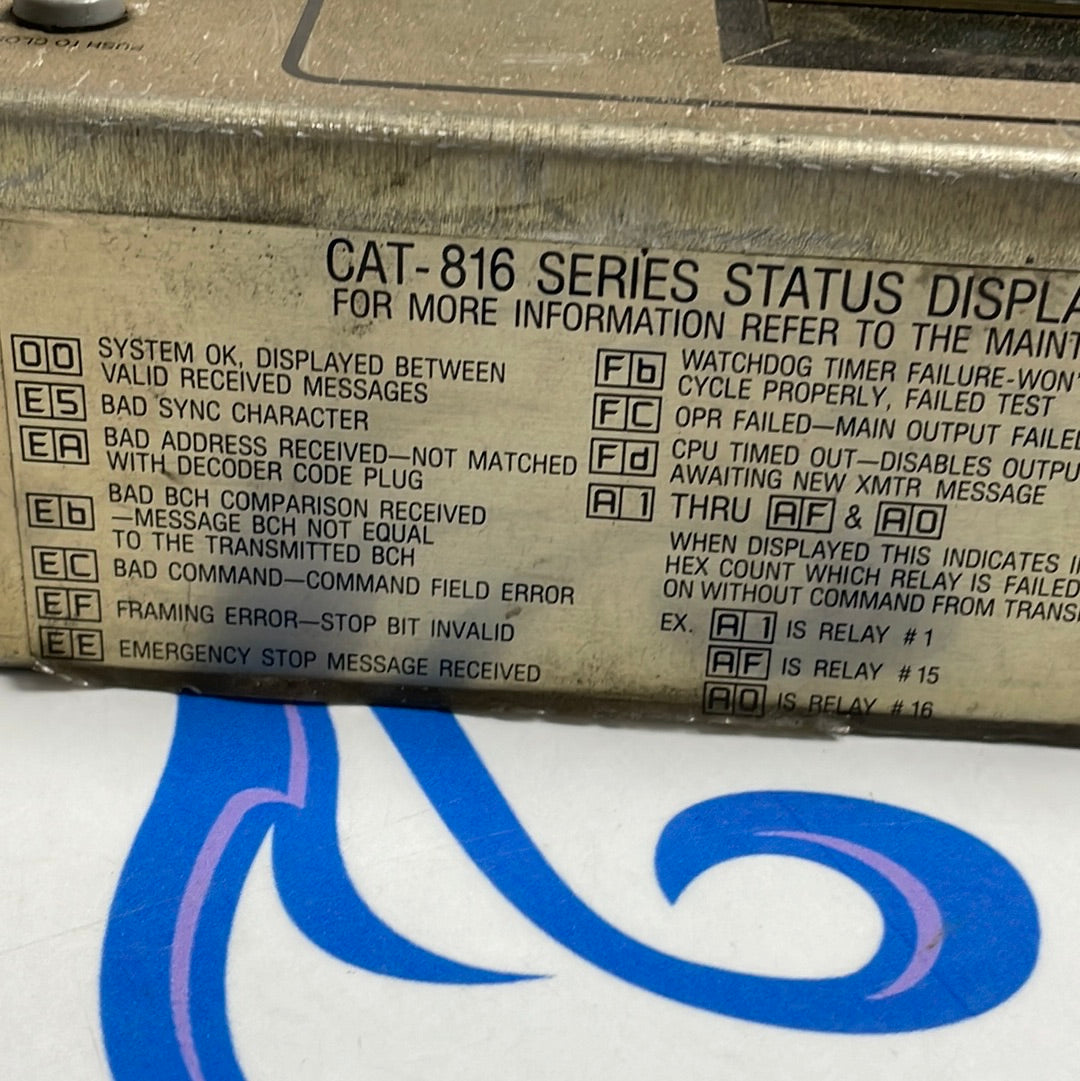 PUSH TO
CAT-816 SERIES STATUS
FOR MORE INFORMATION REFER TO THE
00 SYSTEM OK, DISPLAYED BETWEEN
VALID RECEIVED MESSAGES
E5 BAD SYNC CHARACTER
EA BAD ADDRESS RECEIVED—NOT MATCHED
WITH DECODER CODE PLUG
Eb BAD BCH COMPARISON RECEIVED
—MESSAGE BCH NOT EQUAL
TO THE TRANSMITTED BCH
EC BAD COMMAND—COMMAND FIELD ERROR
EF FRAMING ERROR—STOP BIT INVALID
EE EMERGENCY STOP MESSAGE RECEIVED
Fb WATCHDOG TIMER FAILURE-WON'
CYCLE PROPERLY, FAILED TEST
FC OPR FAILED—MAIN OUTPUT FAILE
Fd CPU TIMED OUT—DISABLES OUTPU
AWAITING NEW XMTR MESSAGE
A1 THRU AF & A0
WHEN DISPLAYED THIS INDICATES I
HEX COUNT WHICH RELAY IS FAILED
ON WITHOUT COMMAND FROM TRANS
EX. A1 IS RELAY #1
AF IS RELAY #15
A0 IS RELAY #16